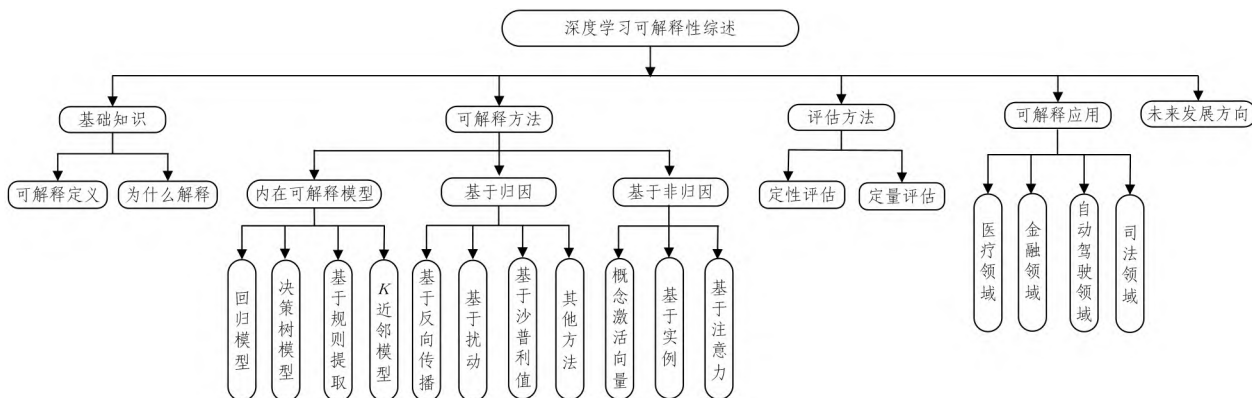 深度学习可解释性综述
基础知识
可解释方法
评估方法
可解释应用
未来发展方向
可解释定义
为什么解释
内在可解释模型
基于归因
基于非归因
定性评估
定量评估
回归模型
决策树模型
基于规则提取
K近邻模型
基于反向传播
基于扰动
基于沙普利值
其他方法
概念激活向量
基于实例
基于注意力
医疗领域
金融领域
自动驾驶领域
司法领域